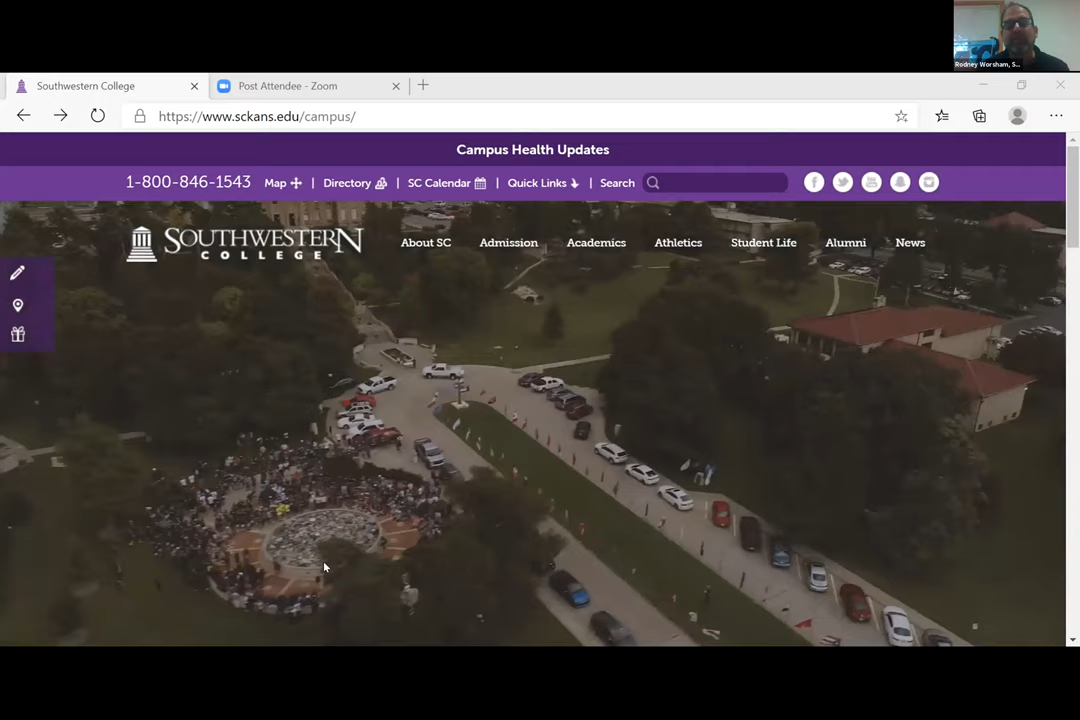 Rodney Worsham, S...
Southwestern College
Post Attendee - Zoom
https://www.sckans.edu/campus/
Campus Health Updates
1-800-846-1543 Map | Directory | SC Calendar | Quick Links | Search
SOUTHWESTERN
COLLEGE
About SC Admission Academics Athletics Student Life Alumni News